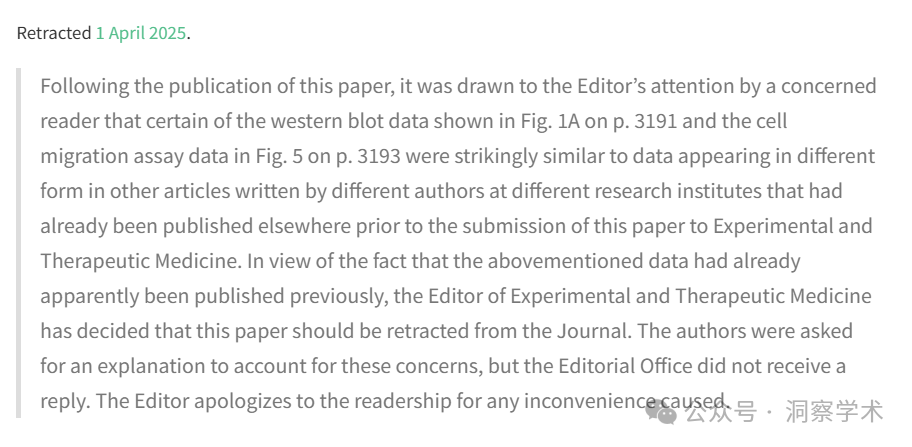 Retracted 1 April 2025.
Following the publication of this paper, it was drawn to the Editor’s attention by a concerned
reader that certain of the western blot data shown in Fig. 1A on p. 3191 and the cell
migration assay data in Fig. 5 on p. 3193 were strikingly similar to data appearing in different
form in other articles written by different authors at different research institutes that had
already been published elsewhere prior to the submission of this paper to Experimental and
Therapeutic Medicine. In view of the fact that the abovementioned data had already
apparently been published previously, the Editor of Experimental and Therapeutic Medicine
has decided that this paper should be retracted from the Journal. The authors were asked
for an explanation to account for these concerns, but the Editorial Office did not receive a
reply. The Editor apologizes to the readership for any inconvenience caused.
公众号 · 洞察学术